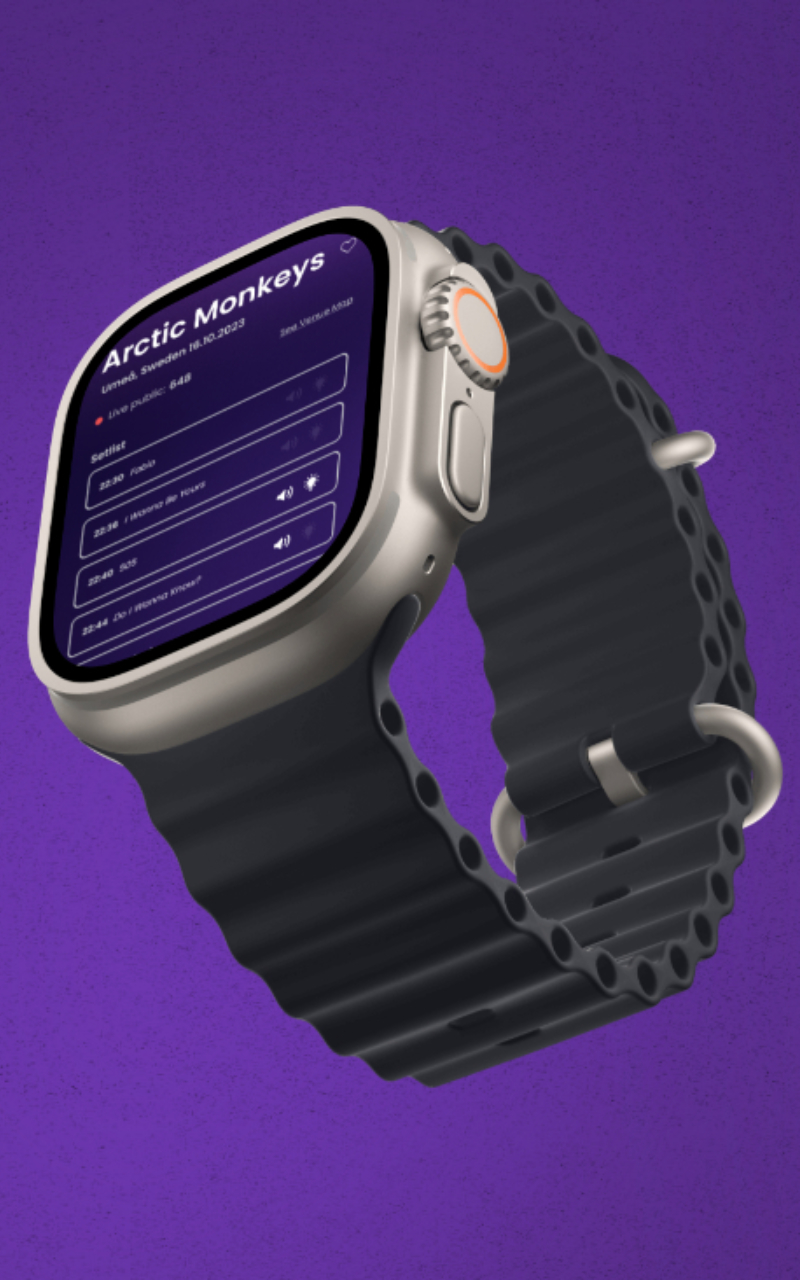 Arctic Monkeys
Umeå, Sweden 16.10.2023
See Venue Map
Live public: 648
Setlist
22:30 Fabio
22:36 I Wanna Be Yours
22:40 505
22:44 Do I Wanna Know?